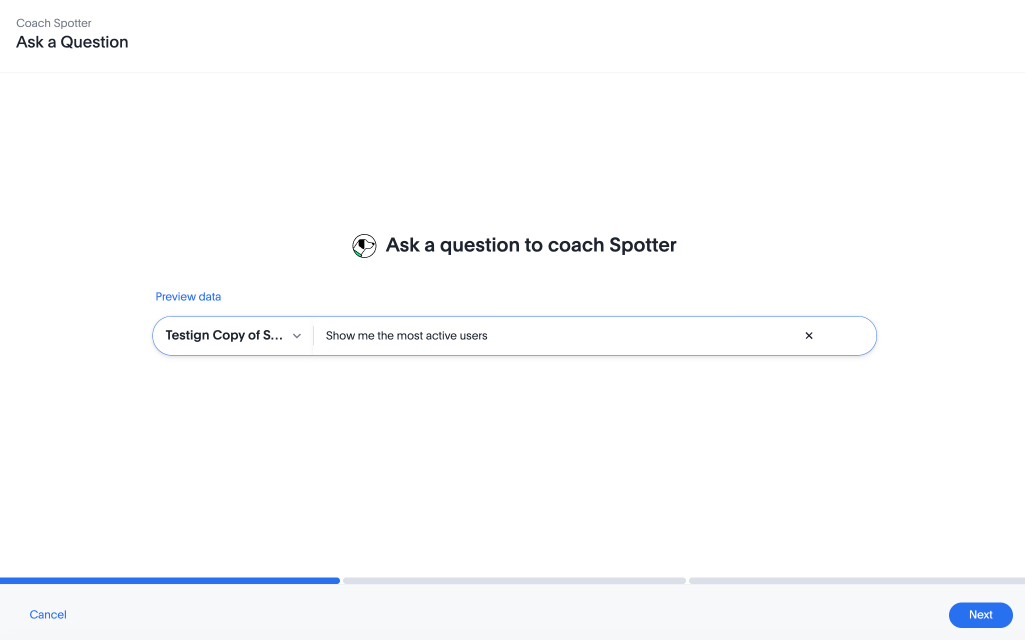 Coach Spotter
Ask a Question
Ask a question to coach Spotter
Preview data
Testign Copy of S...
Show me the most active users
Cancel
Next